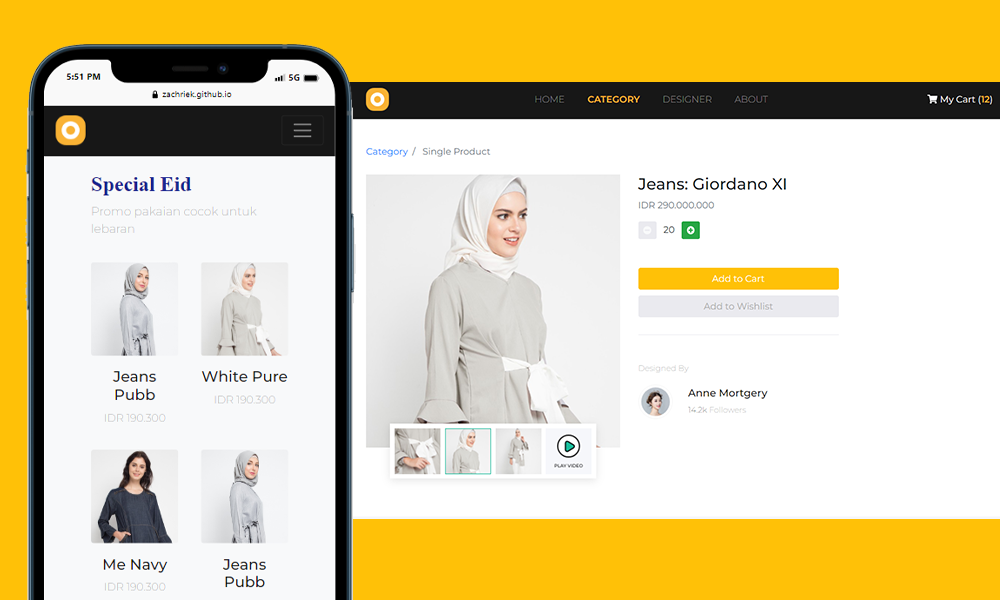 5:51 PM
5G
zachriek.github.io
Special Eid
Promo pakaian cocok untuk
lebaran
Jeans
Pubb
IDR 190.300
White Pure
IDR 190.300
Me Navy
IDR 190.300
Jeans
Pubb
HOME
CATEGORY
DESIGNER
ABOUT
My Cart (12)
Category / Single Product
Jeans: Giordano XI
IDR 290.000.000
20
Add to Cart
Add to Wishlist
Designed By
Anne Mortgery
14.2k Followers
PLAY VIDEO